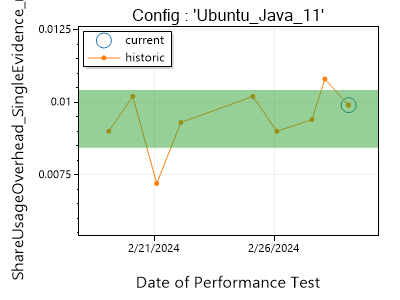 Config : 'Ubuntu_Java_11'
ShareUsageOverhead_SingleEvidence_
0.0125
0.01
0.0075
current
historic
2/21/2024
2/26/2024
Date of Performance Test